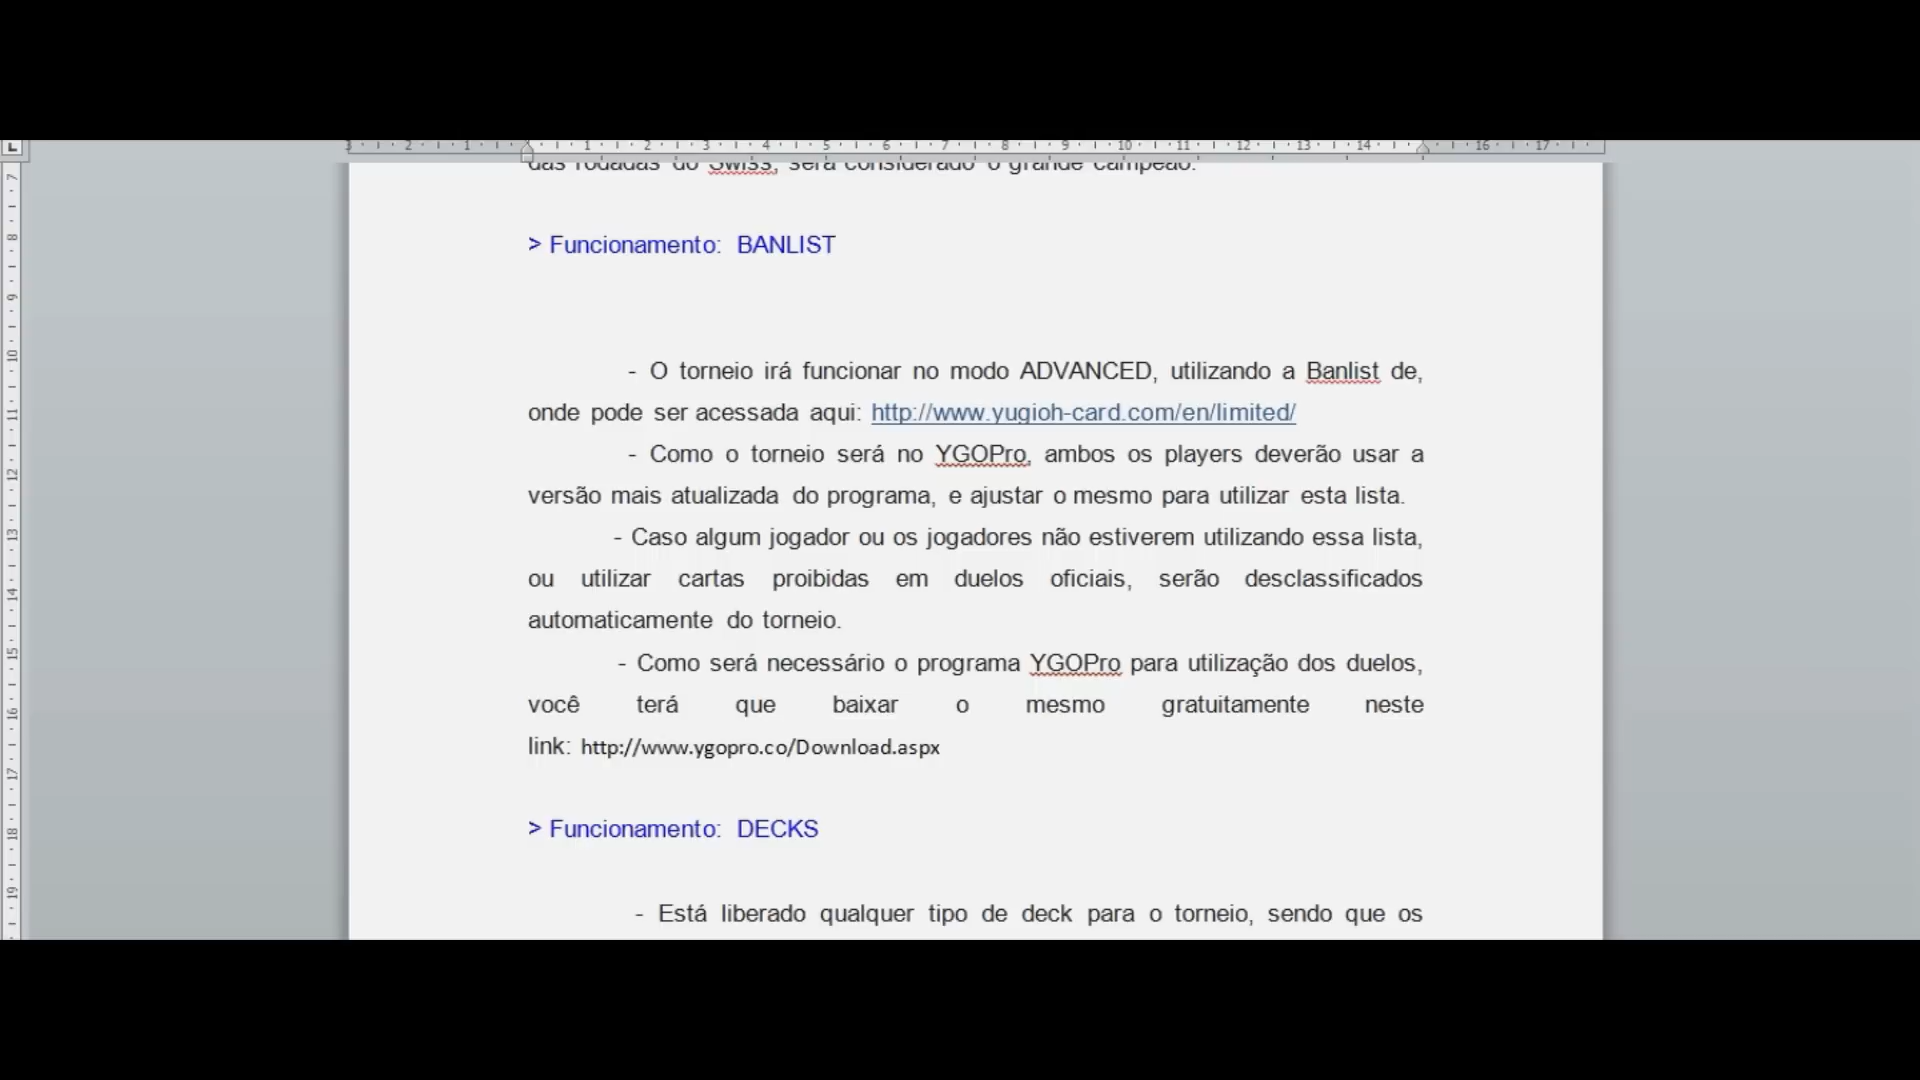 das rodadas do Swiss, será considerado o grande campeão.
> Funcionamento: BANLIST
- O torneio irá funcionar no modo ADVANCED, utilizando a Banlist de,
onde pode ser acessada aqui: http://www.yugioh-card.com/en/limited/
- Como o torneio será no YGOPro, ambos os players deverão usar a
versão mais atualizada do programa, e ajustar o mesmo para utilizar esta lista.
- Caso algum jogador ou os jogadores não estiverem utilizando essa lista,
ou utilizar cartas proibidas em duelos oficiais, serão desclassificados
automaticamente do torneio.
- Como será necessário o programa YGOPro para utilização dos duelos,
você terá que baixar o mesmo gratuitamente neste
link: http://www.ygopro.co/Download.aspx
> Funcionamento: DECKS
- Está liberado qualquer tipo de deck para o torneio, sendo que os